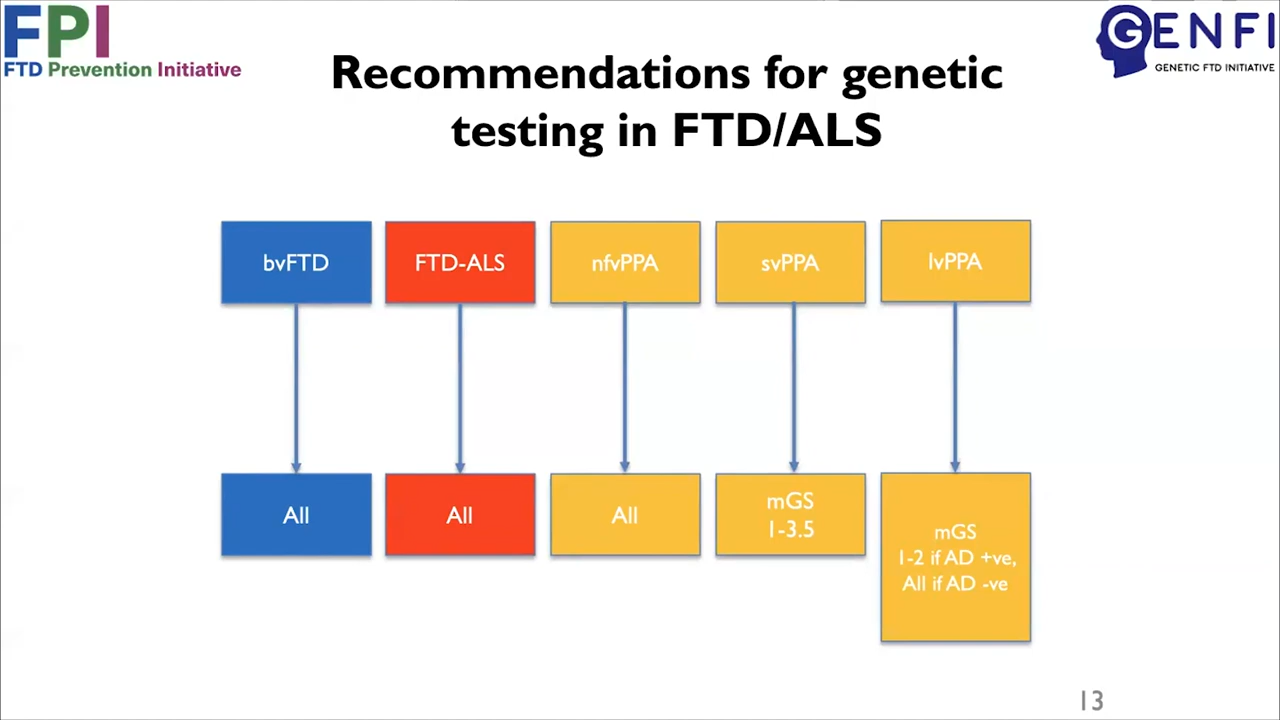 FPI
FTD Prevention Initiative
GENFI
GENETIC FTD INITIATIVE
Recommendations for genetic
testing in FTD/ALS
bvFTD
FTD-ALS
nfvPPA
svPPA
lvPPA
All
All
All
mGS
1-3.5
mGS
1-2 if AD +ve,
All if AD -ve
13